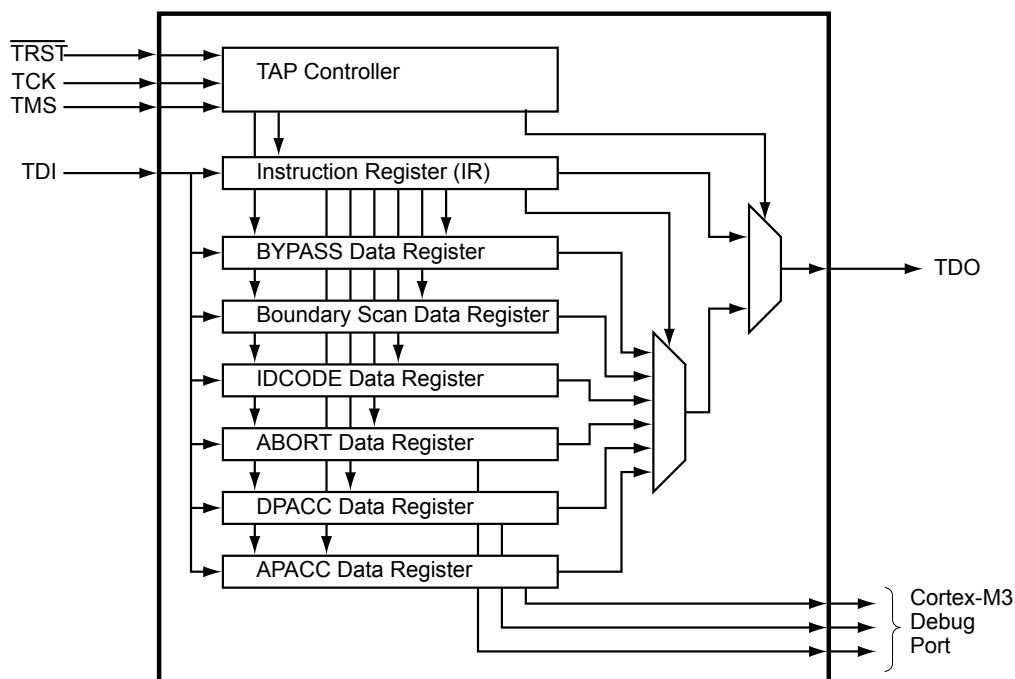 TRST
TCK
TMS
TDI
TAP Controller
Instruction Register (IR)
BYPASS Data Register
Boundary Scan Data Register
IDCODE Data Register
ABORT Data Register
DPACC Data Register
APACC Data Register
TDO
Cortex-M3
Debug
Port